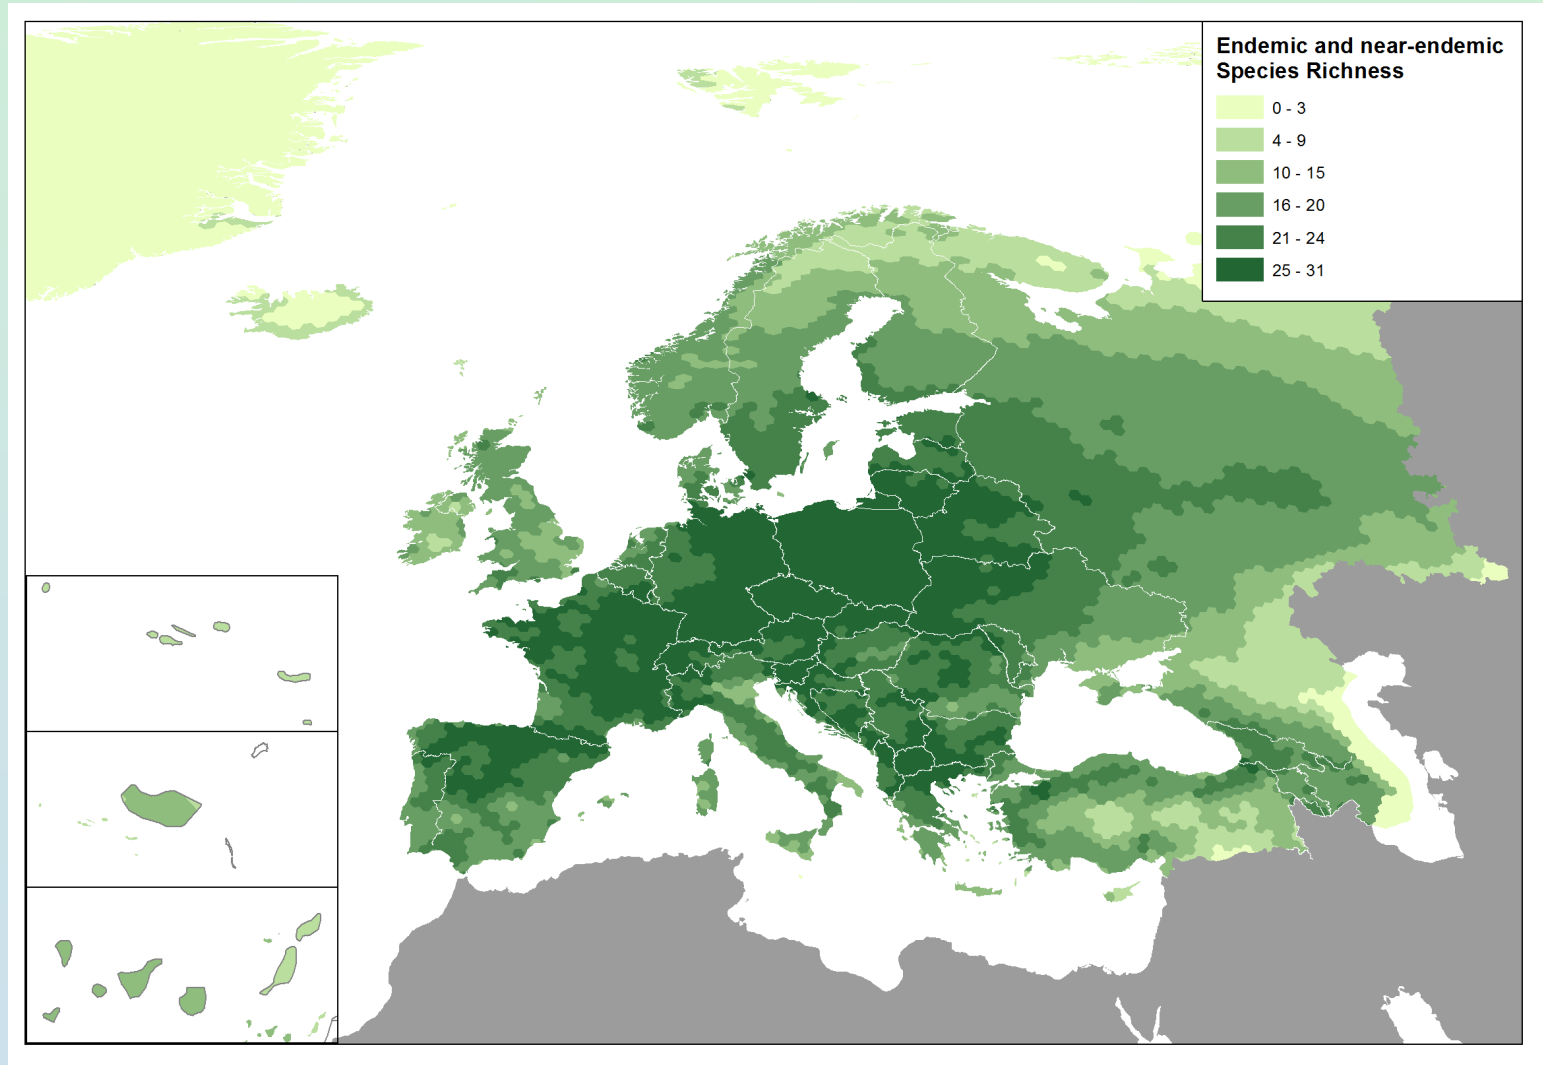 Endemic and near-endemic
Species Richness
0 - 3
4 - 9
10 - 15
16 - 20
21 - 24
25 - 31